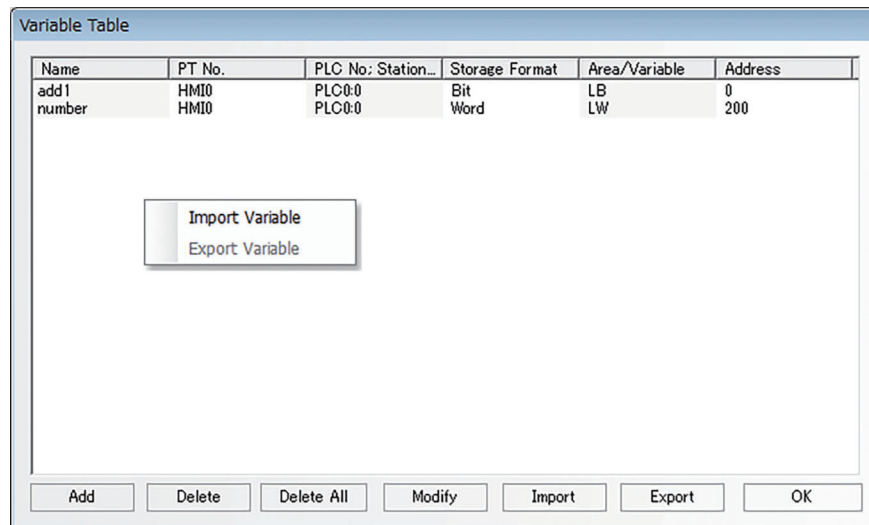 Variable Table
Name PT No. PLC No; Station... Storage Format Area/Variable Address
add1 HMI0 PLC0:0 Bit LB 0
number HMI0 PLC0:0 Word LW 200
Import Variable
Export Variable
Add Delete Delete All Modify Import Export OK